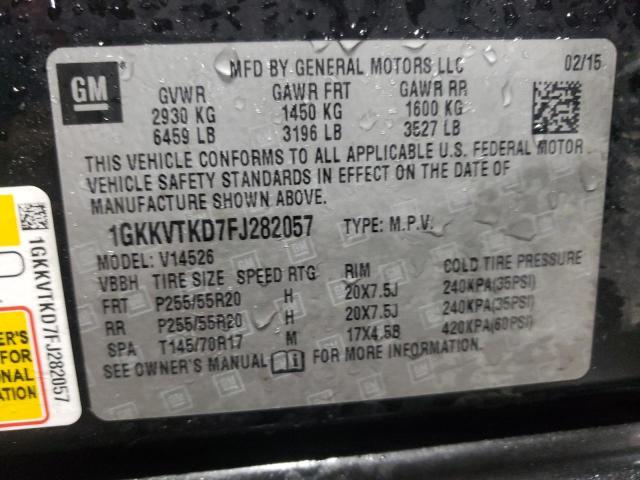 GM
MFD BY GENERAL MOTORS LLC 02/15
GVWR GAWR FRT GAWR RR
2930 KG 1450 KG 1600 KG
6459 LB 3196 LB 3527 LB
THIS VEHICLE CONFORMS TO ALL APPLICABLE U.S. FEDERAL MOTOR
VEHICLE SAFETY STANDARDS IN EFFECT ON THE DATE OF
MANUFACTURE SHOWN ABOVE.
1GKKVTKD7FJ282057 TYPE: M.P.V.
MODEL: V14526
VBBH TIRE SIZE SPEED RTG RIM COLD TIRE PRESSURE
FRT P255/55R20 H 20X7.5J 240KPA(35PSI)
RR P255/55R20 H 20X7.5J 240KPA(35PSI)
SPA T145/70R17 M 17X4.5B 420KPA(60PSI)
SEE OWNER'S MANUAL FOR MORE INFORMATION.
1GKKVTKD7FJ282057
FOR